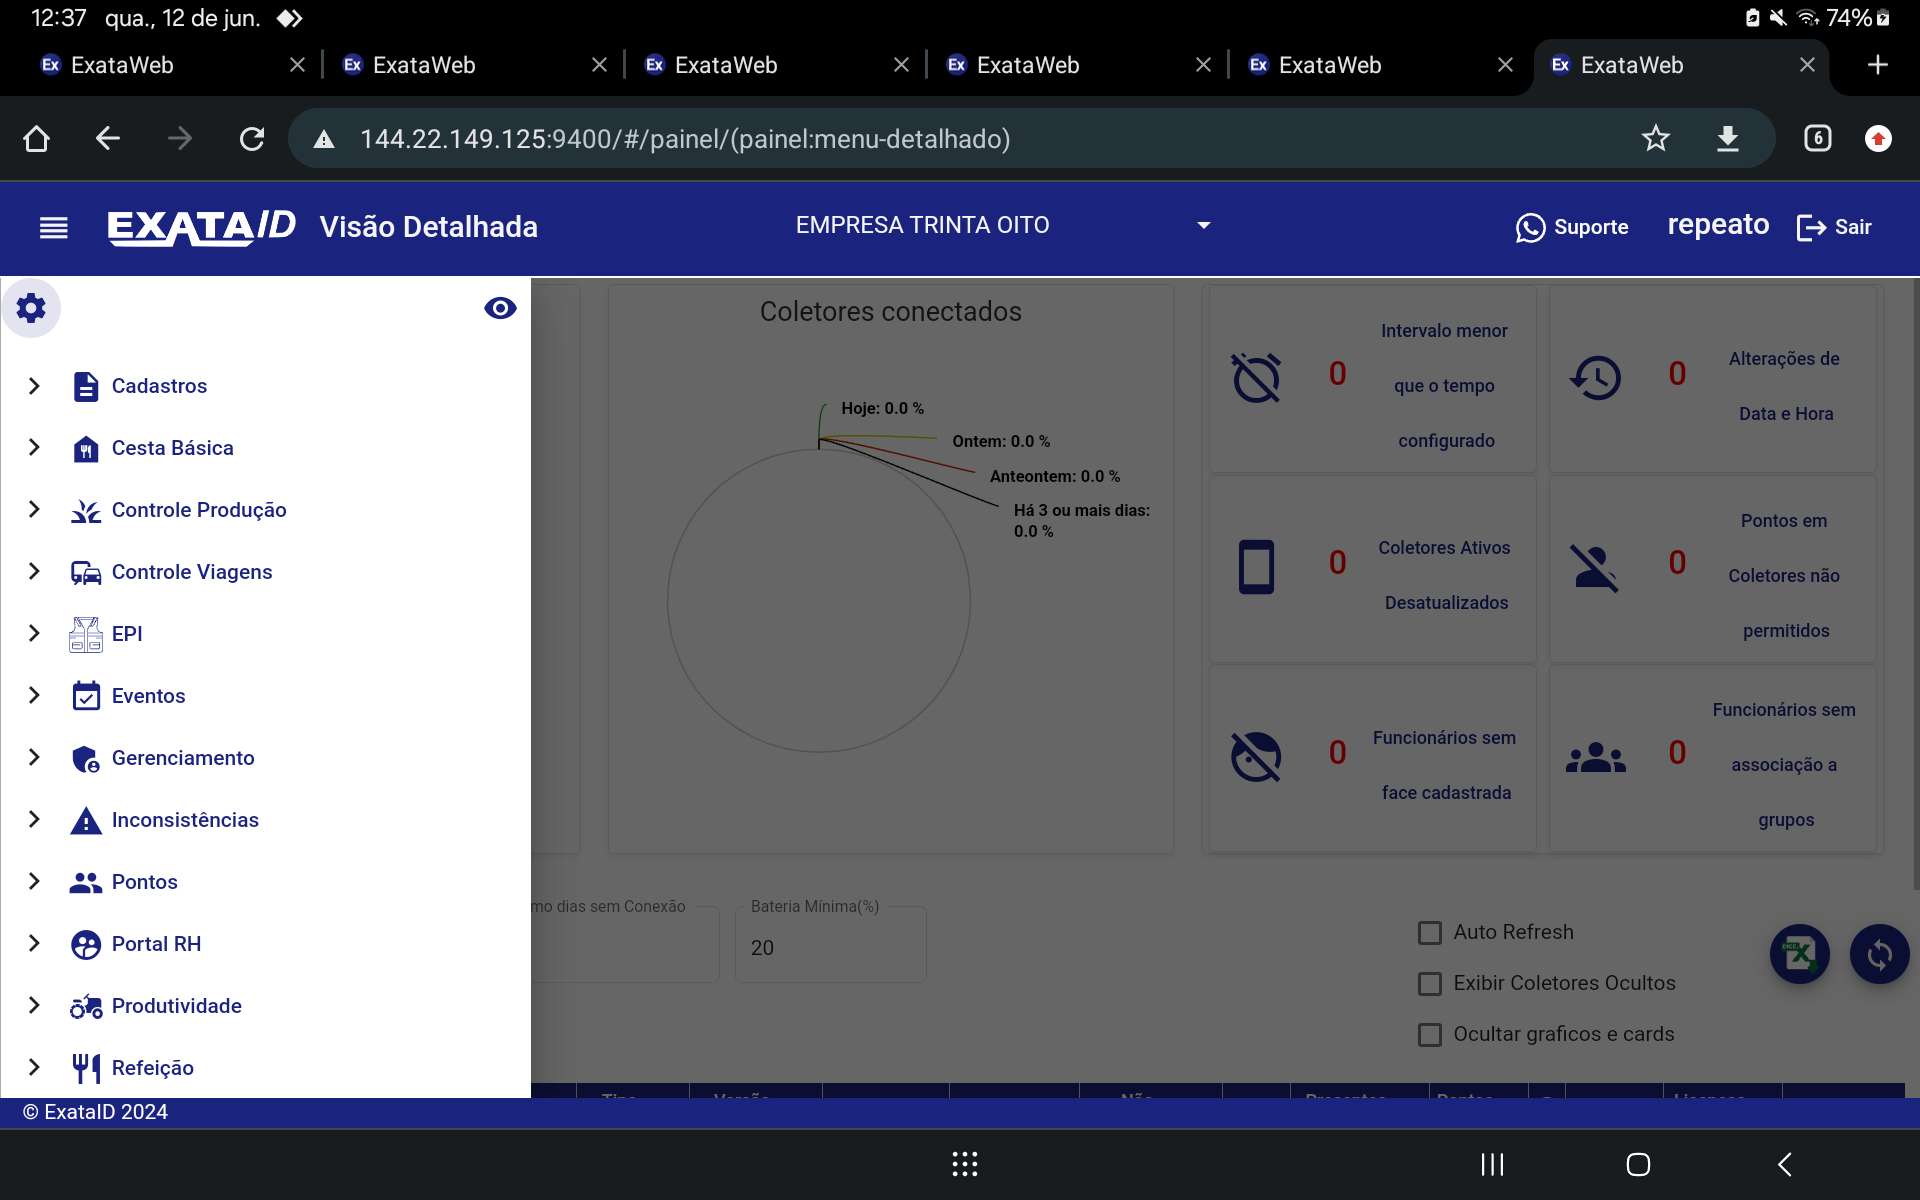 12:37 qua., 12 de jun. 74%
Ex ExataWeb
Ex ExataWeb
Ex ExataWeb
Ex ExataWeb
Ex ExataWeb
Ex ExataWeb
144.22.149.125:9400/#/painel/(painel:menu-detalhado)
6
EXATA ID
Visão Detalhada
EMPRESA TRINTA OITO
Suporte
repeato
Sair
Cadastros
Cesta Básica
Controle Produção
Controle Viagens
EPI
Eventos
Gerenciamento
Inconsistências
Pontos
Portal RH
Produtividade
Refeição
Coletores conectados
Hoje: 0.0 %
Ontem: 0.0 %
Anteontem: 0.0 %
Há 3 ou mais dias:
0.0 %
0
Intervalo menor
que o tempo
configurado
0
Alterações de
Data e Hora
0
Coletores Ativos
Desatualizados
0
Pontos em
Coletores não
permitidos
0
Funcionários sem
face cadastrada
0
Funcionários sem
associação a
grupos
dias sem Conexão
Bateria Mínima(%)
20
Auto Refresh
Exibir Coletores Ocultos
Ocultar graficos e cards
© ExataID 2024